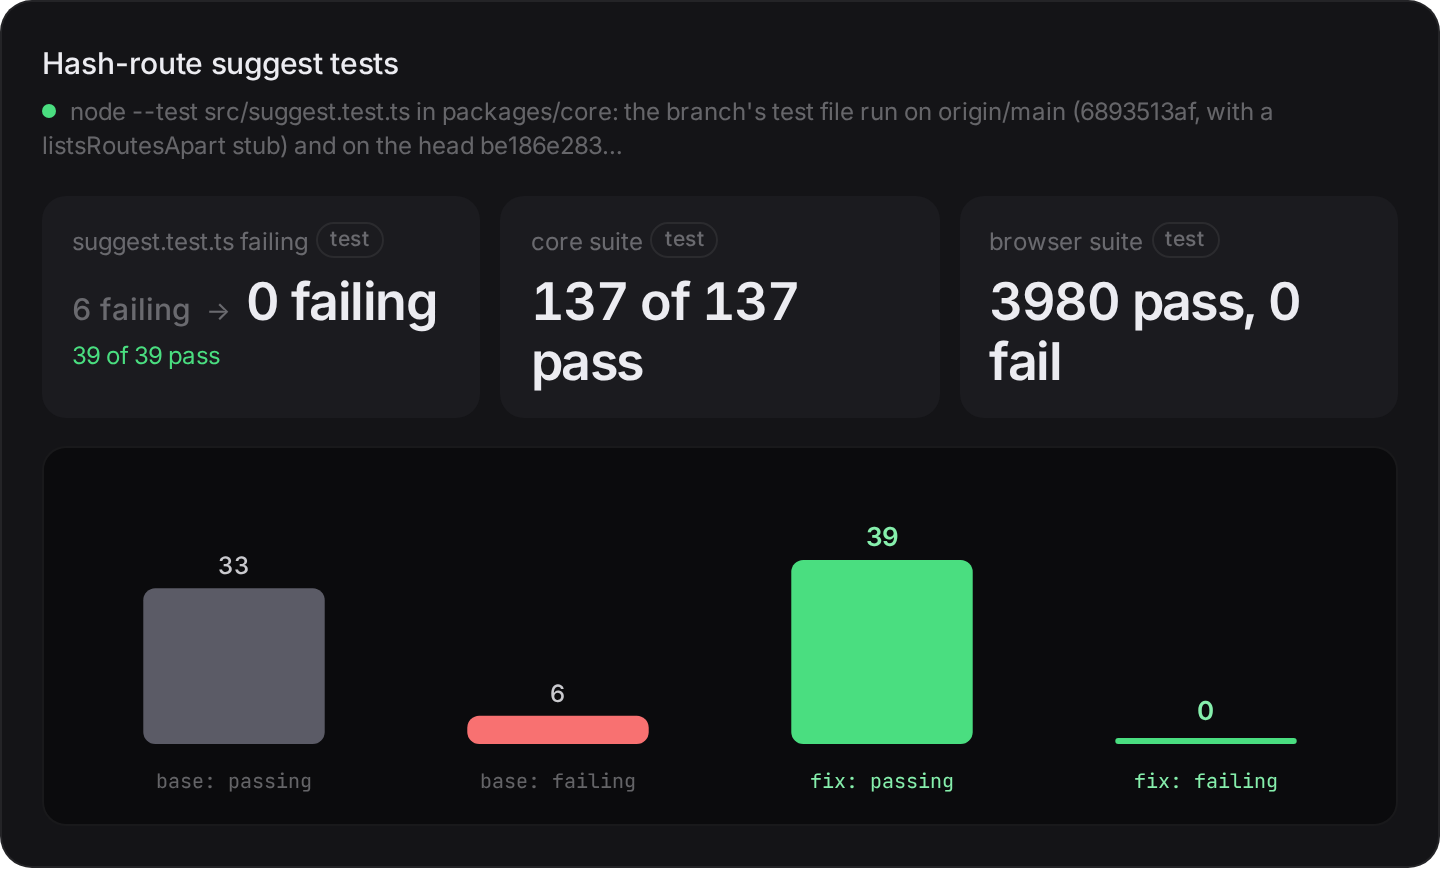 Hash-route suggest tests
node --test src/suggest.test.ts in packages/core: the branch's test file run on origin/main (6893513af, with a
listsRoutesApart stub) and on the head be186e283…
suggest.test.ts failing test
6 failing → 0 failing
39 of 39 pass
core suite test
137 of 137
pass
browser suite test
3980 pass, 0
fail
33
6
39
0
base: passing
base: failing
fix: passing
fix: failing